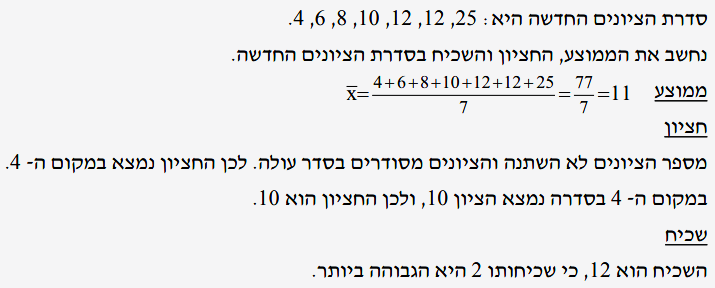 סדרת הציונים החדשה היא: 4, 6, 8, 10, 12, 12, 25.
נחשב את הממוצע, החציון והשכיח בסדרת הציונים החדשה.
ממוצע x̅=(4+6+8+10+12+12+25)/7=77/7=11
חציון
מספר הציונים לא השתנה והציונים מסודרים בסדר עולה. לכן החציון נמצא במקום ה- 4.
במקום ה- 4 בסדרה נמצא הציון 10, ולכן החציון הוא 10.
שכיח
השכיח הוא 12, כי שכיחותו 2 היא הגבוהה ביותר.